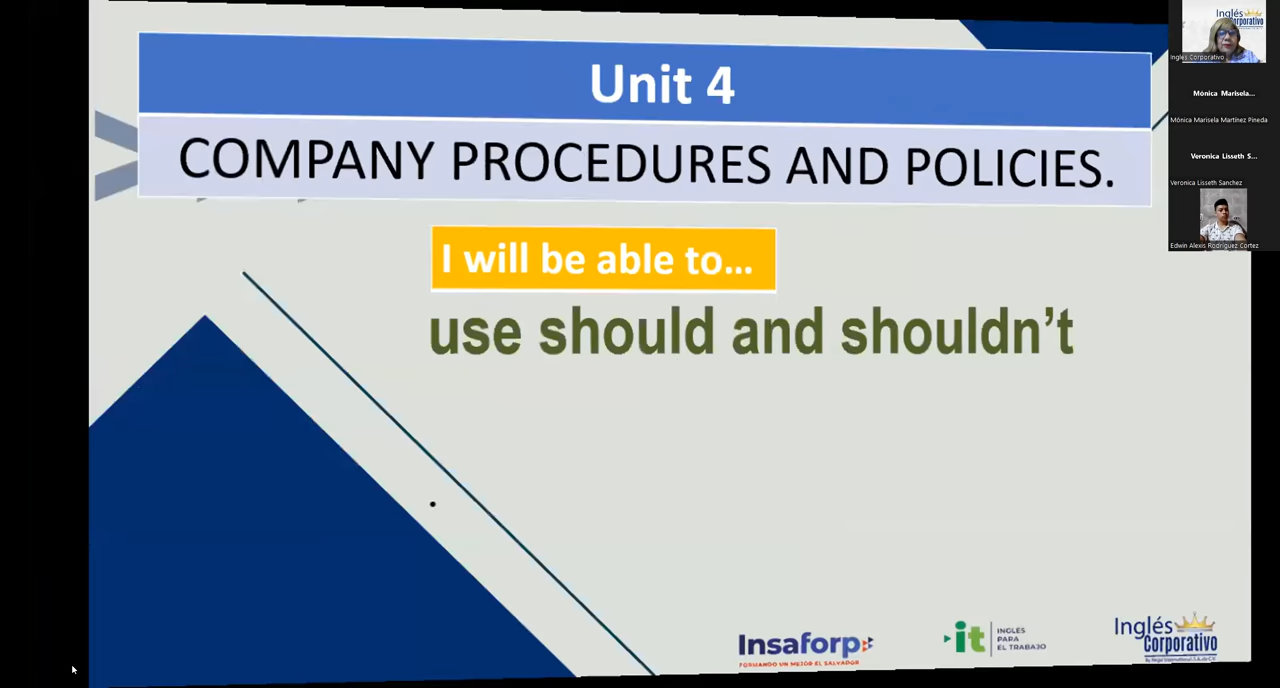 Unit 4
COMPANY PROCEDURES AND POLICIES.
I will be able to...
use should and shouldn't
Insaforp
FORMANDO UN MEJOR EL SALVADOR
it
INGLÉS
PARA
EL TRABAJO
Inglés
Corporativo
Inglés
Corporativo
Ingles Corporativo
Mónica Marisela...
Mónica Marisela Martínez Pineda
Veronica Lisseth S...
Veronica Lisseth Sanchez
Edwin Alexis Rodriguez Cortez